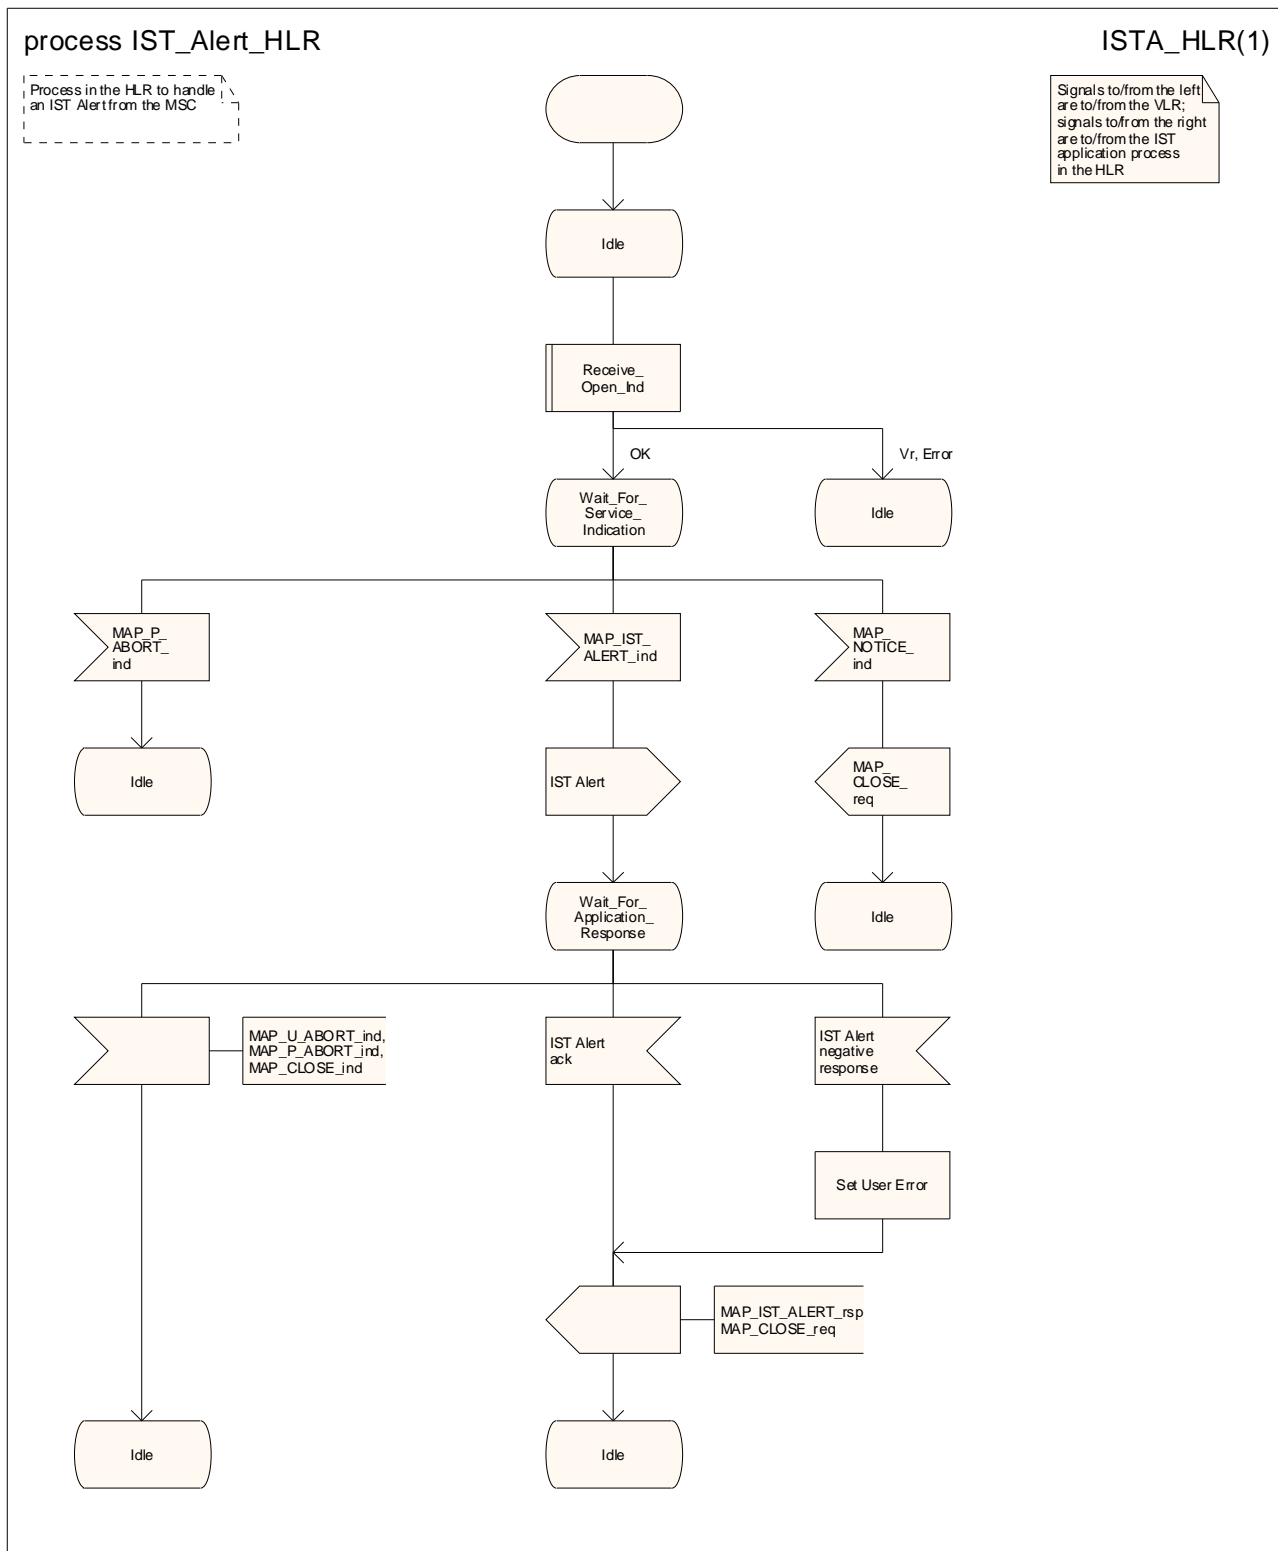 process IST_Alert_HLR
ISTA_HLR(1)
Process in the HLR to handle
an IST Alert from the MSC
Signals to/from the left
are to/from the VLR;
signals to/from the right
are to/from the IST
application process
in the HLR
Idle
Receive_
Open_Ind
OK
Vr, Error
Wait_For_
Service_
Indication
Idle
MAP_P_
ABORT_
ind
MAP_IST_
ALERT_ind
MAP_
NOTICE_
ind
Idle
IST Alert
MAP_
CLOSE_
req
Wait_For_
Application_
Response
Idle
MAP_U_ABORT_ind,
MAP_P_ABORT_ind,
MAP_CLOSE_ind
IST Alert
ack
IST Alert
negative
response
Set User Error
MAP_IST_ALERT_rsp
MAP_CLOSE_req
Idle
Idle